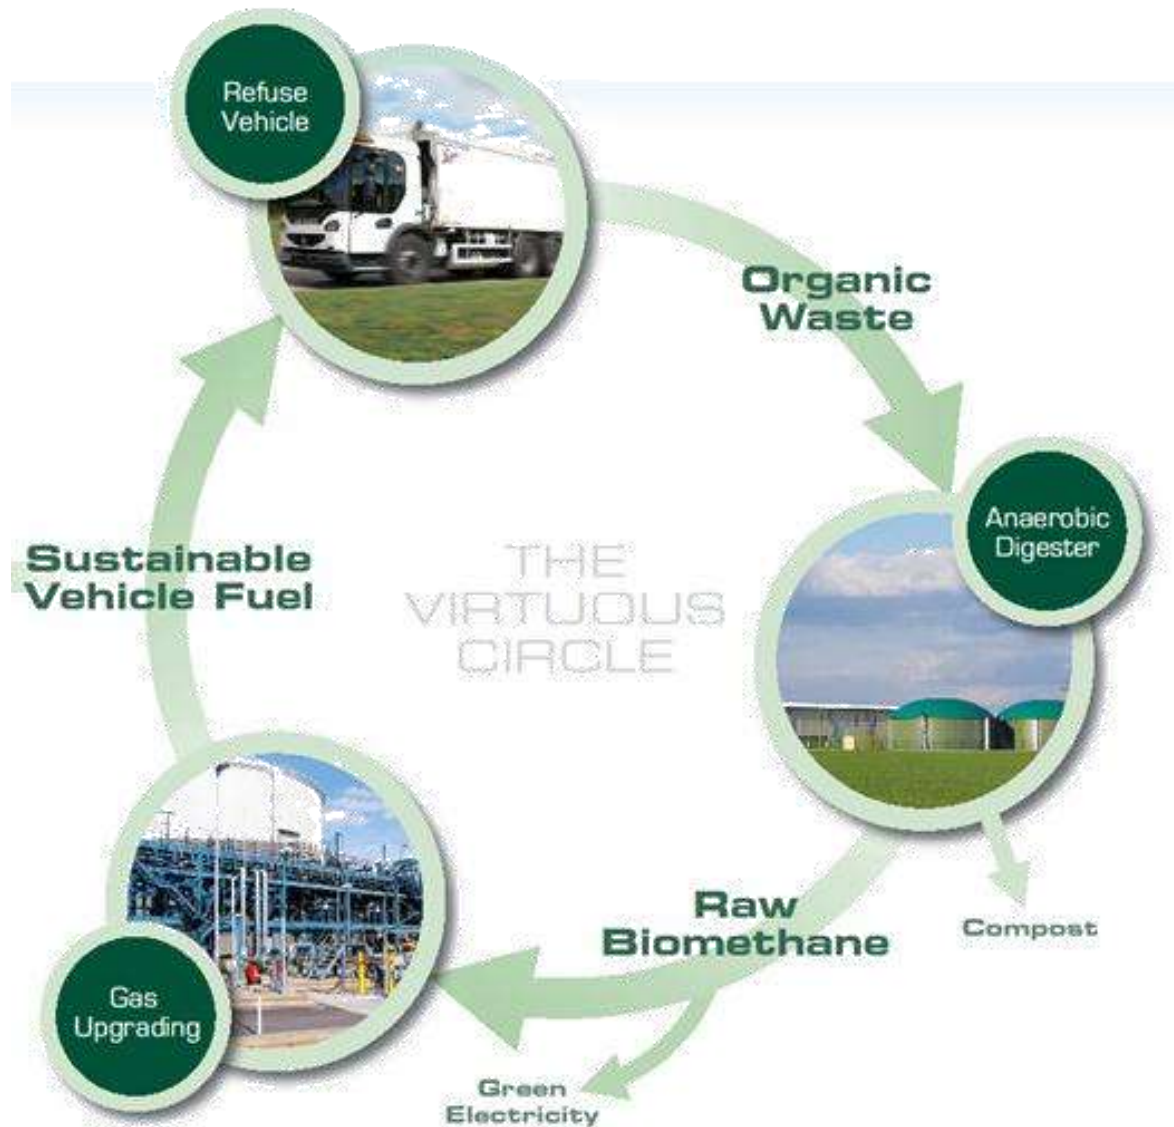 Refuse
Vehicle
Organic
Waste
Anaerobic
Digester
Sustainable
Vehicle Fuel
THE
VIRTUOUS
CIRCLE
Raw
Biomethane
Compost
Gas
Upgrading
Green
Electricity